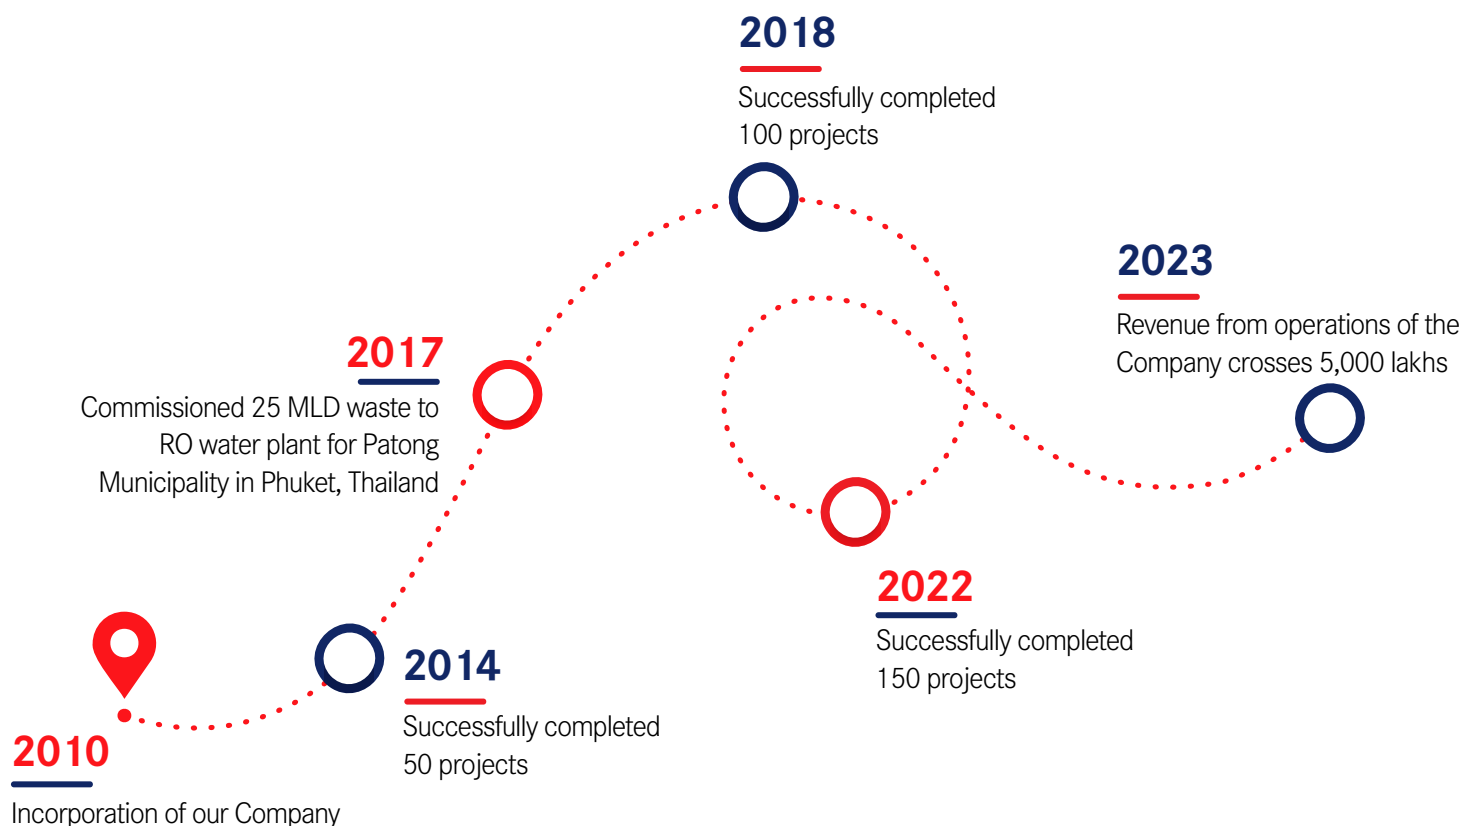 2010
Incorporation of our Company
2014
Successfully completed
50 projects
2017
Commissioned 25 MLD waste to
RO water plant for Patong
Municipality in Phuket, Thailand
2018
Successfully completed
100 projects
2022
Successfully completed
150 projects
2023
Revenue from operations of the
Company crosses 5,000 lakhs